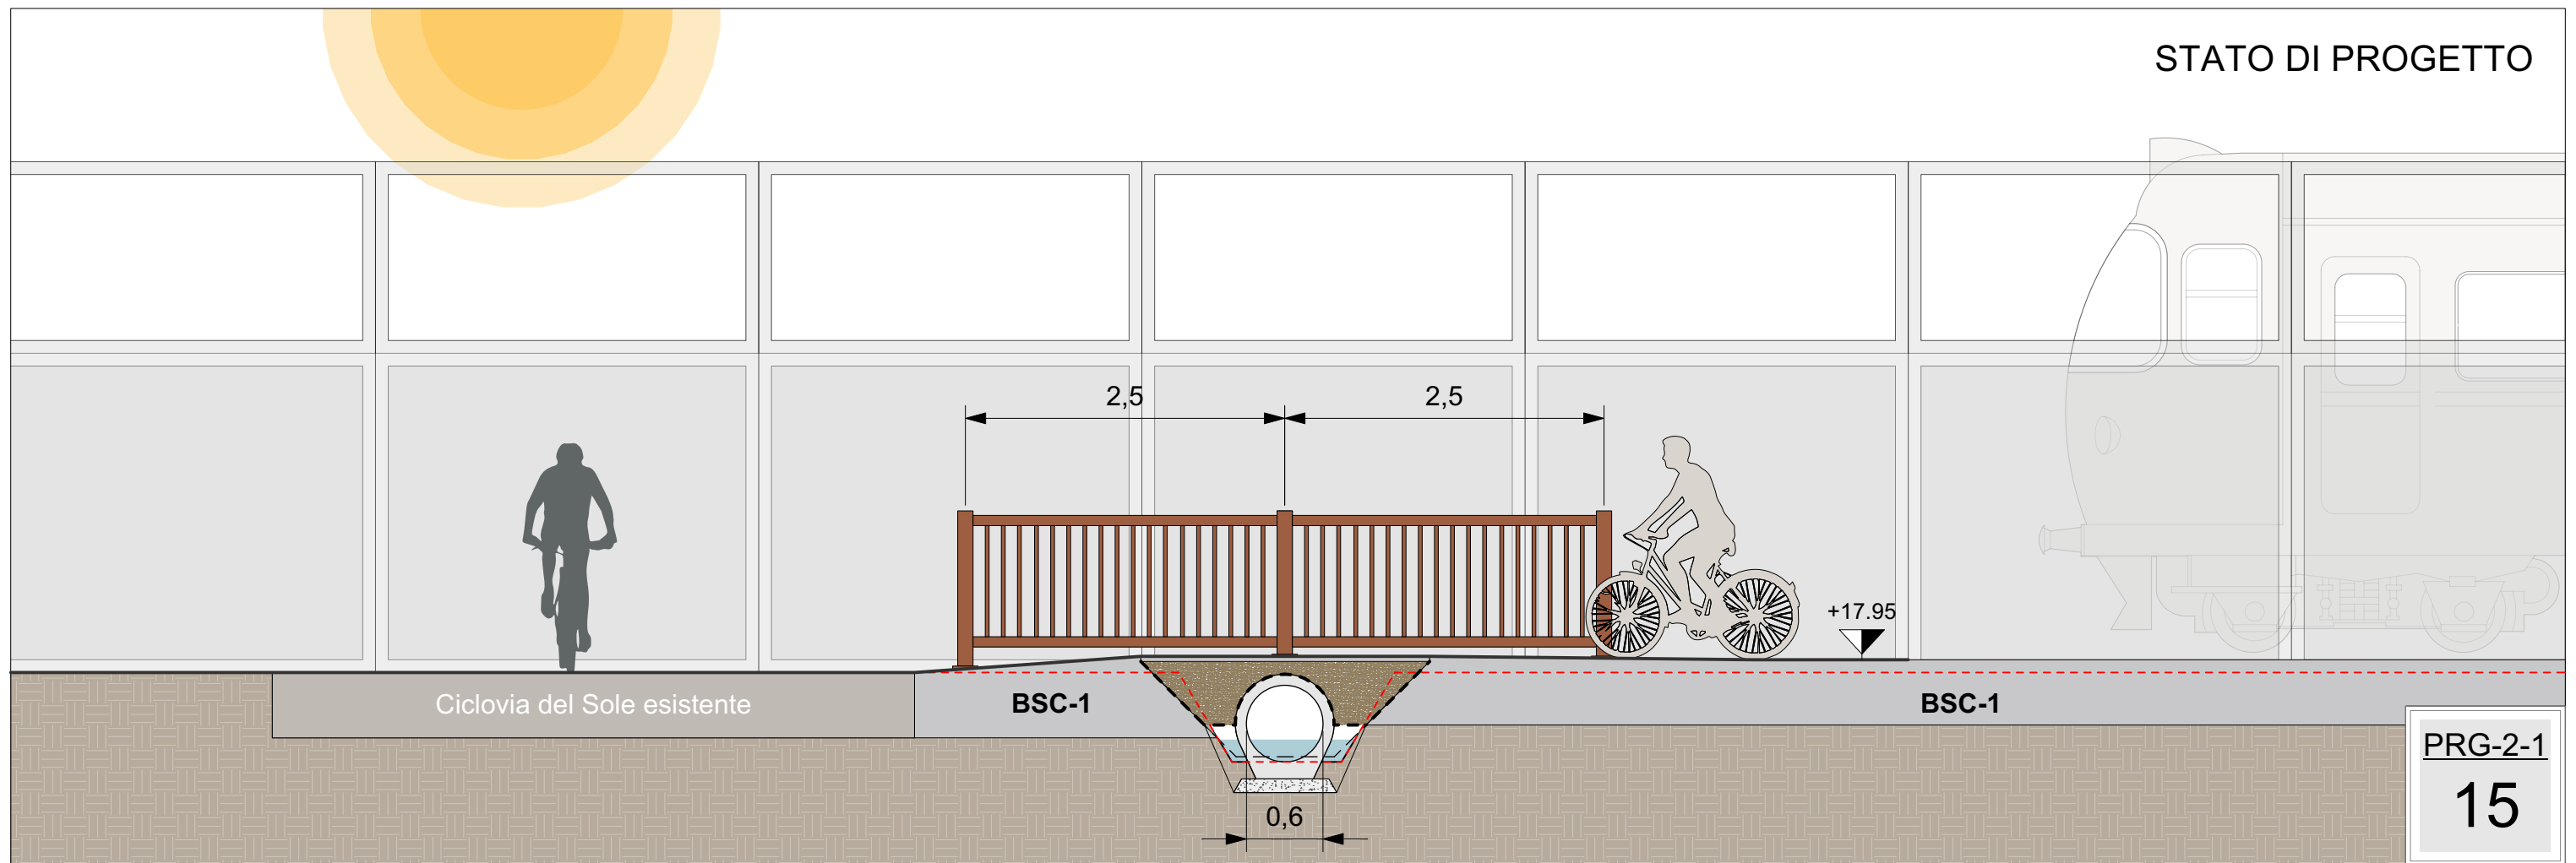 STATO DI PROGETTO
2,5
2,5
+17.95
Ciclovia del Sole esistente
BSC-1
BSC-1
PRG-2-1
15
0,6